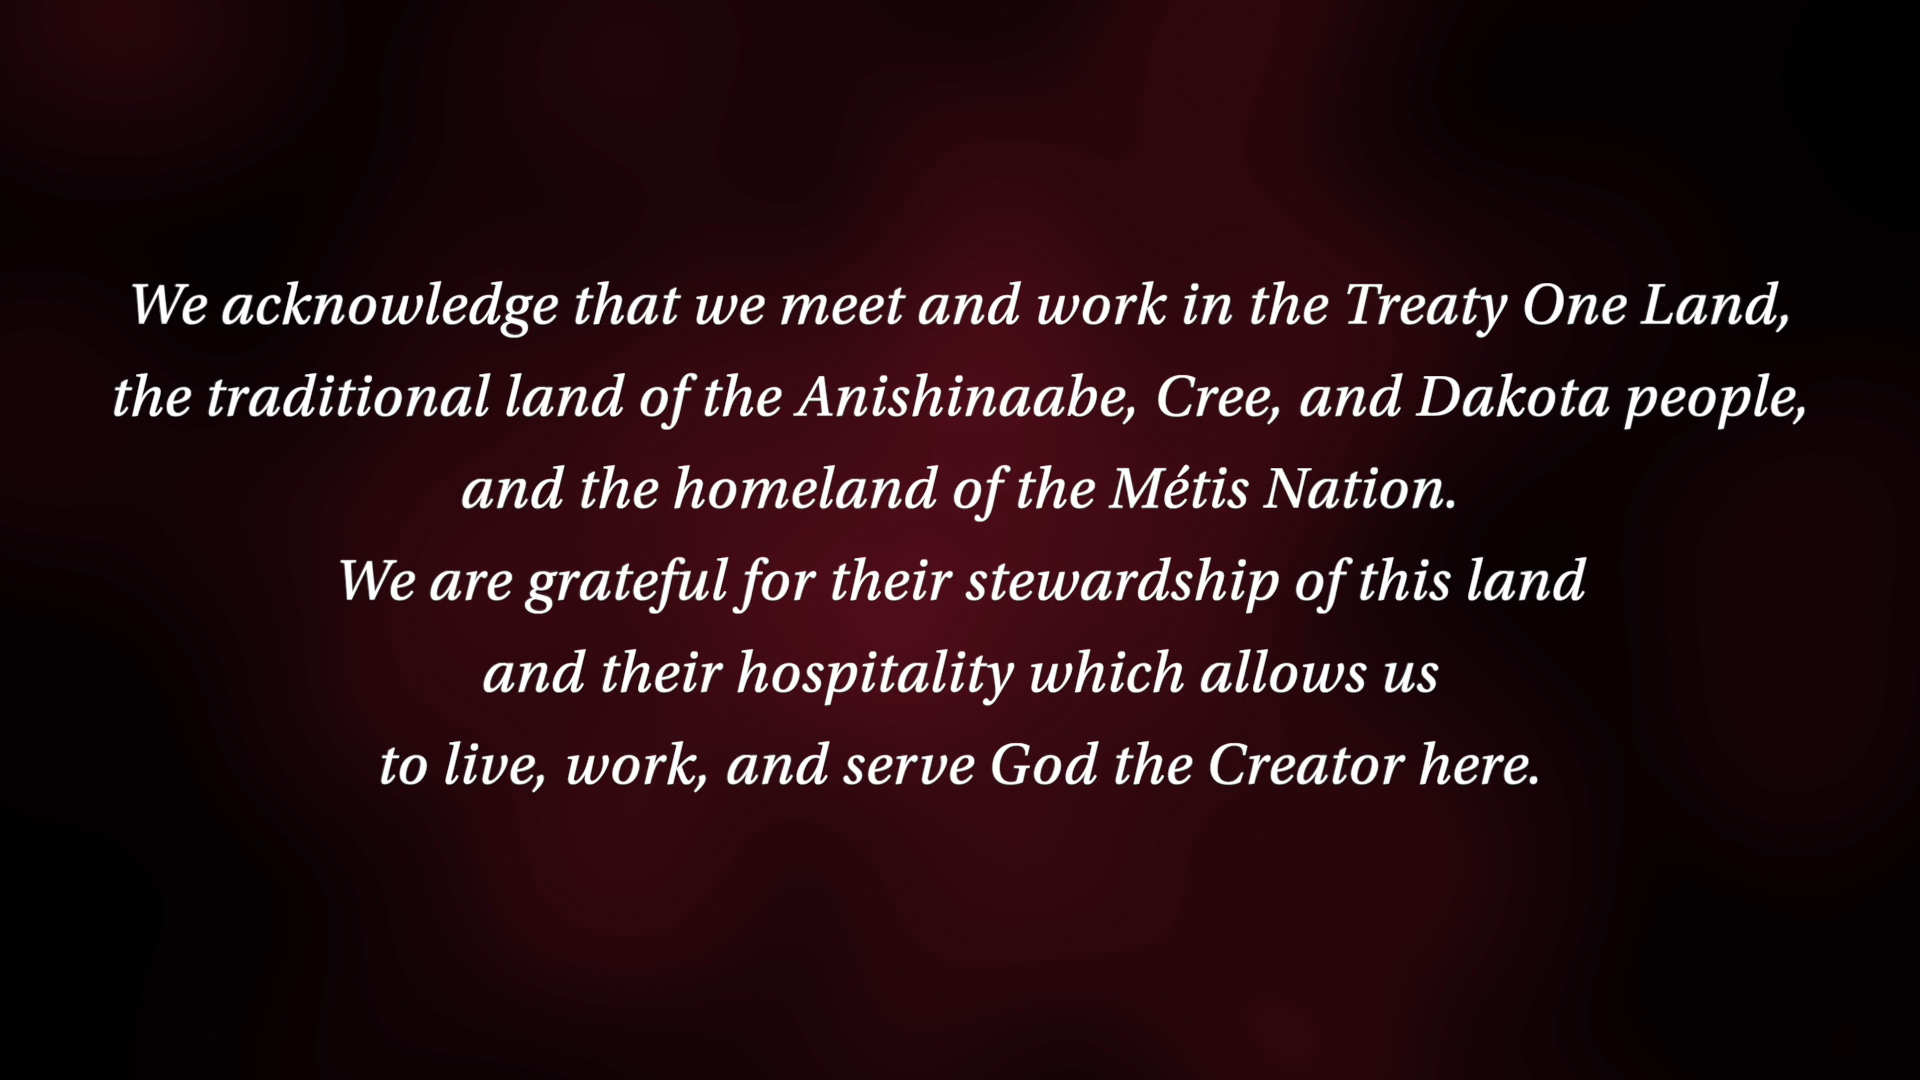 We acknowledge that we meet and work in the Treaty One Land,
the traditional land of the Anishinaabe, Cree, and Dakota people,
and the homeland of the Métis Nation.
We are grateful for their stewardship of this land
and their hospitality which allows us
to live, work, and serve God the Creator here.